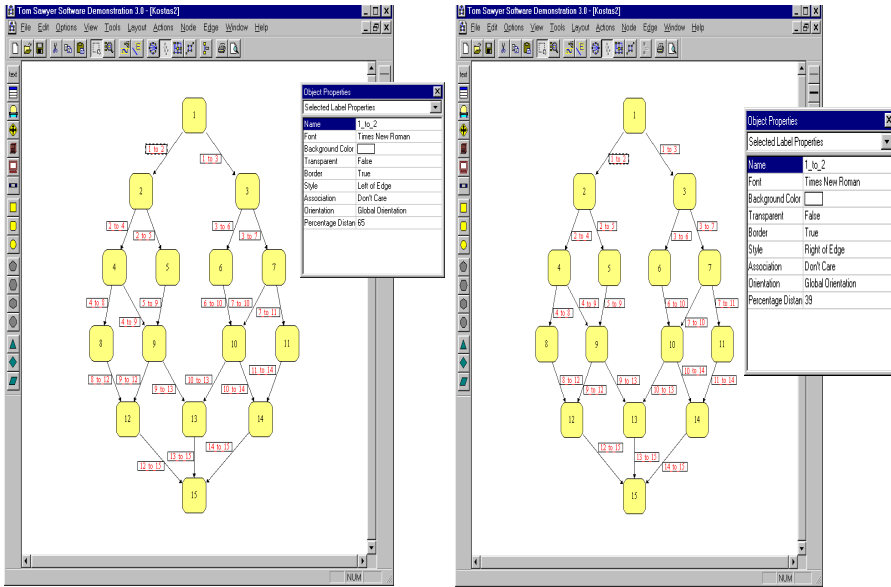 Tom Sawyer Software Demonstration 3.0 - [Kostas2]
File Edit Options View Tools Layout Actions Node Edge Window Help
text
1
1 to 2
1 to 3
2
3
2 to 4
2 to 5
3 to 6
3 to 7
4
5
6
7
4 to 8
5 to 9
6 to 10
7 to 10
4 to 9
7 to 11
8
9
10
11
8 to 12
9 to 12
9 to 13
10 to 13
10 to 14
11 to 14
12
13
14
14 to 15
13 to 15
12 to 15
15
NUM
Object Properties
Selected Label Properties
Name 1_to_2
Font Times New Roman
Background Color
Transparent False
Border True
Style Left of Edge
Association Don't Care
Orientation Global Orientation
Percentage Distan 65
Tom Sawyer Software Demonstration 3.0 - [Kostas2]
File Edit Options View Tools Layout Actions Node Edge Window Help
text
1
1 to 3
1 to 2
2
3
2 to 5
3 to 7
2 to 4
3 to 6
4
5
6
7
4 to 9
5 to 9
6 to 10
7 to 11
4 to 8
7 to 10
8
9
10
11
10 to 14
8 to 12
9 to 13
11 to 14
9 to 12
10 to 13
12
13
14
12 to 15
13 to 15
14 to 15
15
NUM
Object Properties
Selected Label Properties
Name 1_to_2
Font Times New Roman
Background Color
Transparent False
Border True
Style Right of Edge
Association Don't Care
Orientation Global Orientation
Percentage Distan 39